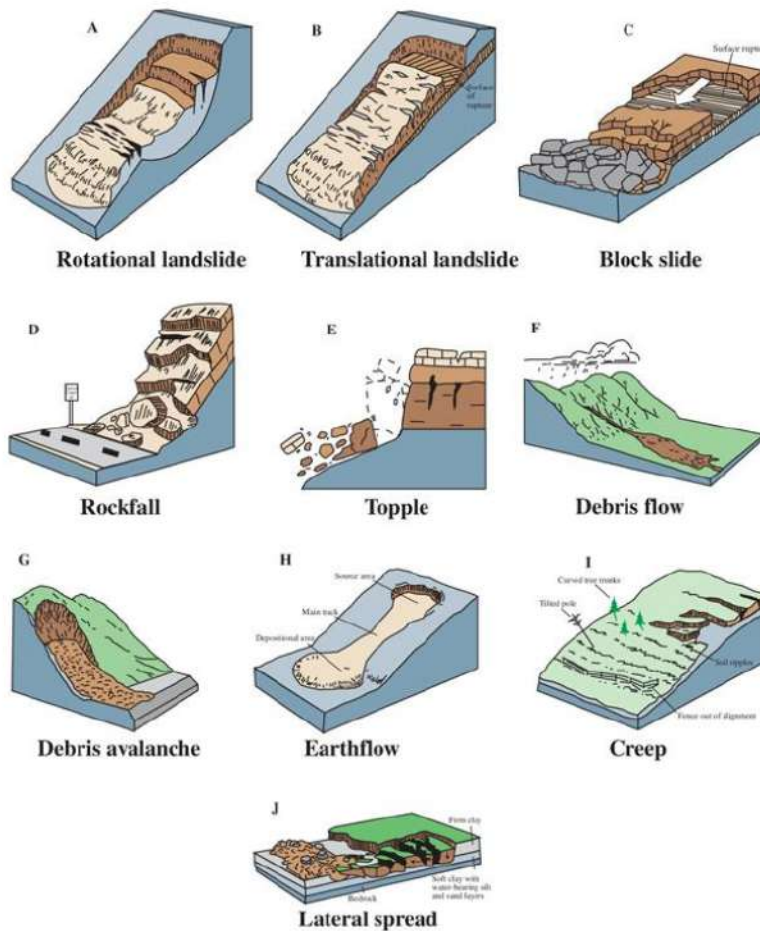 A
B
C
Surface
Surface
of
rupture
Rotational landslide
Translational landslide
Block slide
D
E
F
Rockfall
Topple
Debris flow
G
H
I
Source area
Main track
Depositional area
Curved tree trunks
Tilted pole
Soil ripples
Fence out of alignment
Debris avalanche
Earthflow
Creep
J
Firm clay
Soft clay with
water-bearing silt
and sand layers
Bedrock
Lateral spread